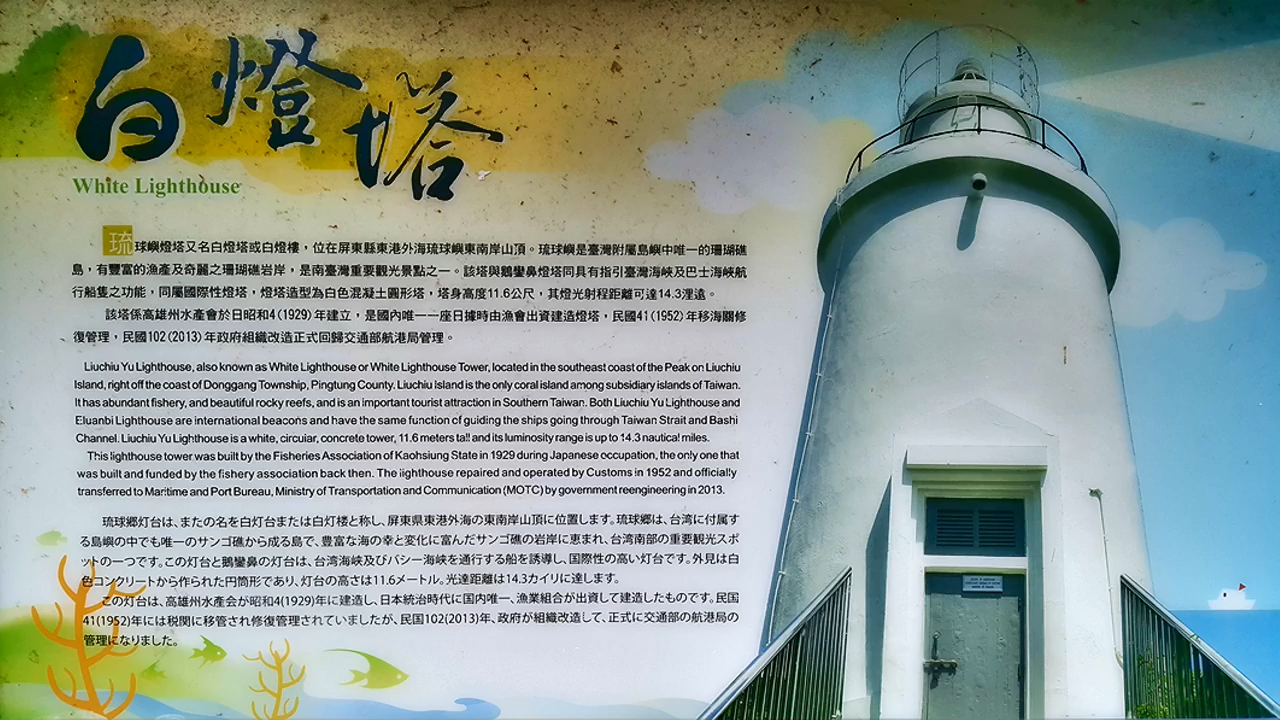 白燈塔
White Lighthouse
琉球嶼燈塔又名白燈塔或白燈樓，位在屏東縣東港外海琉球嶼東南岸山頂。琉球嶼是臺灣附屬島嶼中唯一的珊瑚礁
島，有豐富的漁產及奇麗之珊瑚礁岩岸，是南臺灣重要觀光景點之一。該塔與鵝鑾鼻燈塔同具有指引臺灣海峽及巴士海峽航
行船隻之功能，同屬國際性燈塔，燈塔造型為白色混凝土圓形塔，塔身高度11.6公尺，其燈光射程距離可達14.3浬遠。
該塔係高雄州水產會於日昭和4(1929)年建立，是國內唯一一座日據時由漁會出資建造燈塔，民國41(1952)年移海關修
復管理，民國102(2013)年政府組織改造正式回歸交通部航港局管理。
Liuchiu Yu Lighthouse, also known as White Lighthouse or White Lighthouse Tower, located in the southeast coast of the Peak on Liuchiu
Island, right off the coast of Donggang Township, Pingtung County. Liuchiu Island is the only coral island among subsidiary islands of Taiwan.
It has abundant fishery, and beautiful rocky reefs, and is an important tourist attraction in Southern Taiwan. Both Liuchiu Yu Lighthouse and
Eluanbi Lighthouse are international beacons and have the same function of guiding the ships going through Taiwan Strait and Bashi
Channel. Liuchiu Yu Lighthouse is a white, circular, concrete tower, 11.6 meters tall and its luminosity range is up to 14.3 nautical miles.
This lighthouse tower was built by the Fisheries Association of Kaohsiung State in 1929 during Japanese occupation, the only one that
was built and funded by the fishery association back then. The lighthouse repaired and operated by Customs in 1952 and officially
transferred to Maritime and Port Bureau, Ministry of Transportation and Communication (MOTC) by government reengineering in 2013.
琉球郷灯台は、またの名を白灯台または白灯楼と称し、屏東県東港外海の東南岸山頂に位置します。琉球郷は、台湾に付属す
る島嶼の中でも唯一のサンゴ礁から成る島で、豊富な海の幸と変化に富んだサンゴ礁の岩岸に恵まれ、台湾南部の重要観光スポ
ットの一つです。この灯台と鵝鑾鼻の灯台は、台湾海峡及びバシー海峡を通行する船を誘導し、国際性の高い灯台です。外見は白
色コンクリートから作られた円筒形であり、灯台の高さは11.6メートル。光達距離は14.3カイリに達します。
この灯台は、高雄州水產会が昭和4(1929)年に建造し、日本統治時代に国内唯一、漁業組合が出資して建造したものです。民国
41(1952)年には税関に移管され修復管理されていましたが、民国102(2013)年、政府が組織改造して、正式に交通部の航港局の
管理になりました。